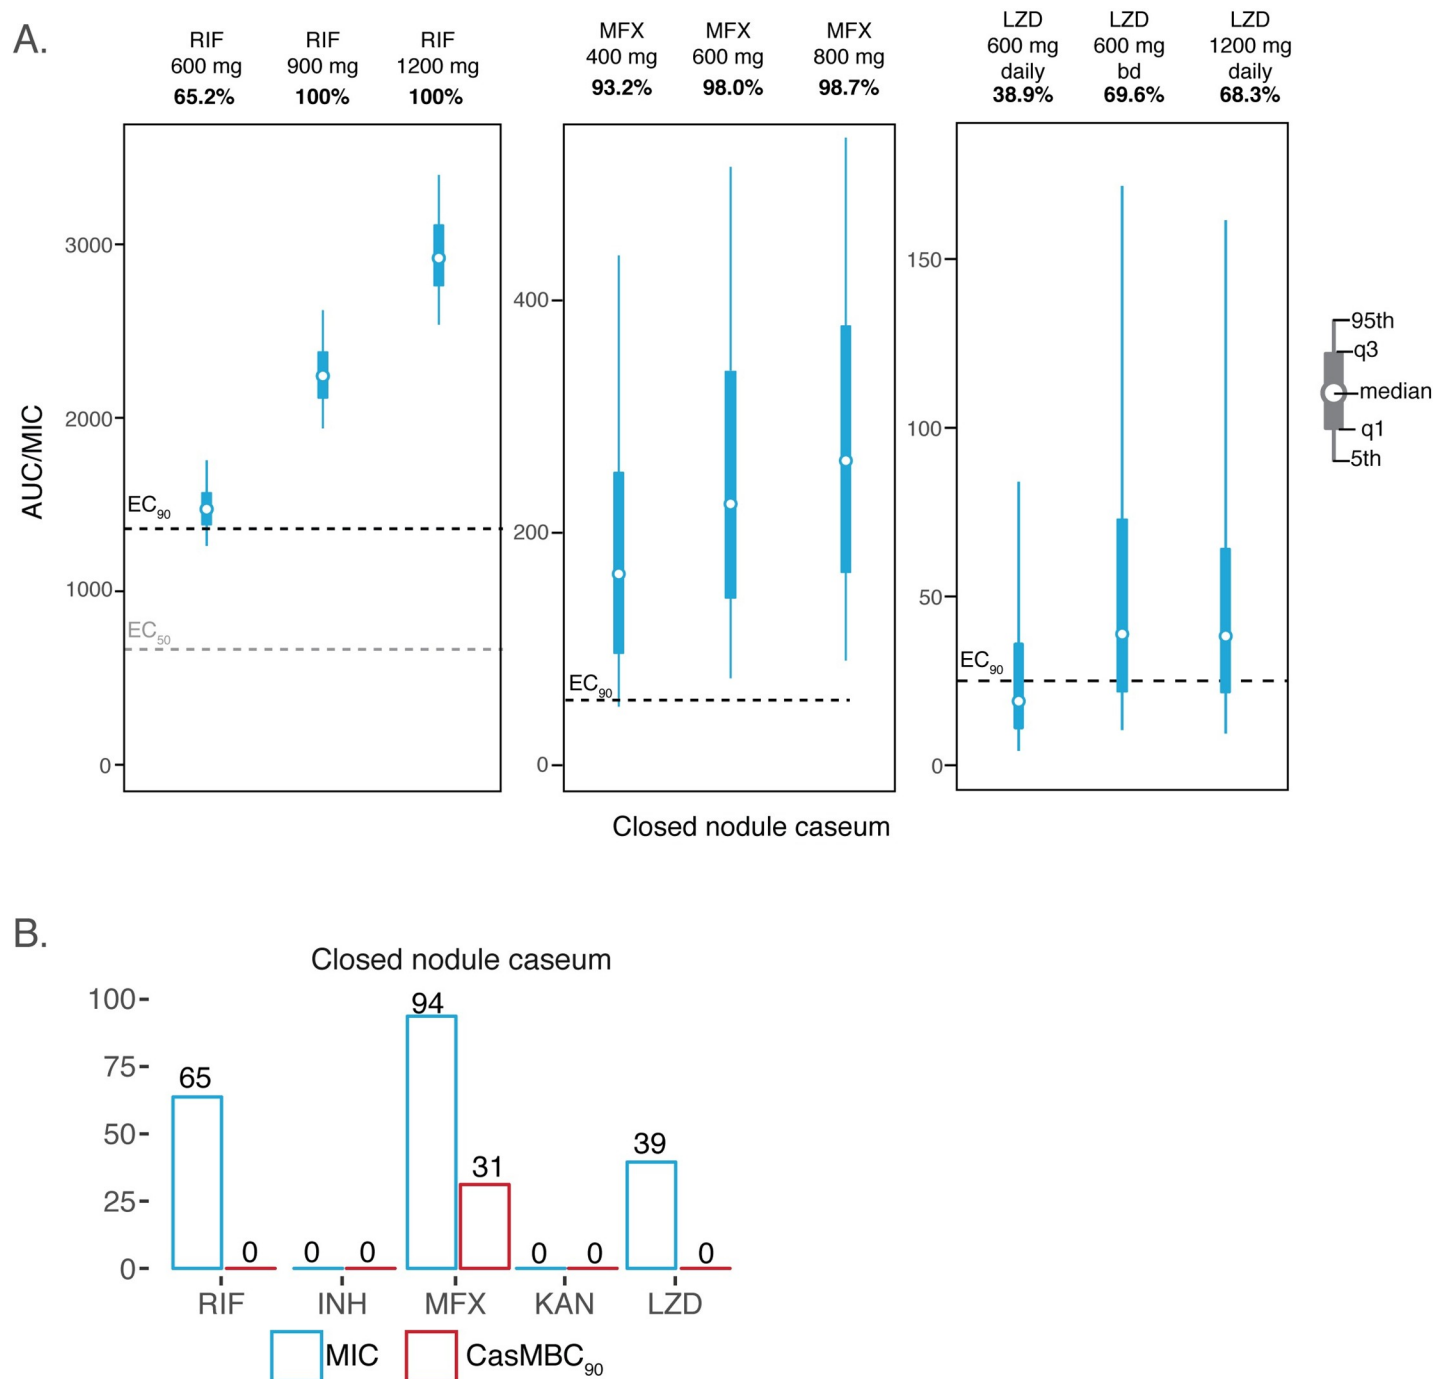 A.
RIF
600 mg
65.2%
RIF
900 mg
100%
RIF
1200 mg
100%
MFX
400 mg
93.2%
MFX
600 mg
98.0%
MFX
800 mg
98.7%
LZD
600 mg
daily
38.9%
LZD
600 mg
bd
69.6%
LZD
1200 mg
daily
68.3%
AUC/MIC
3000
2000
1000
0
EC90
EC50
400
200
0
EC90
150
100
50
0
EC90
95th
q3
median
q1
5th
Closed nodule caseum
B.
Closed nodule caseum
100
75
50
25
0
65
0
0
0
94
31
0
0
39
0
RIF
INH
MFX
KAN
LZD
MIC
CasMBC90